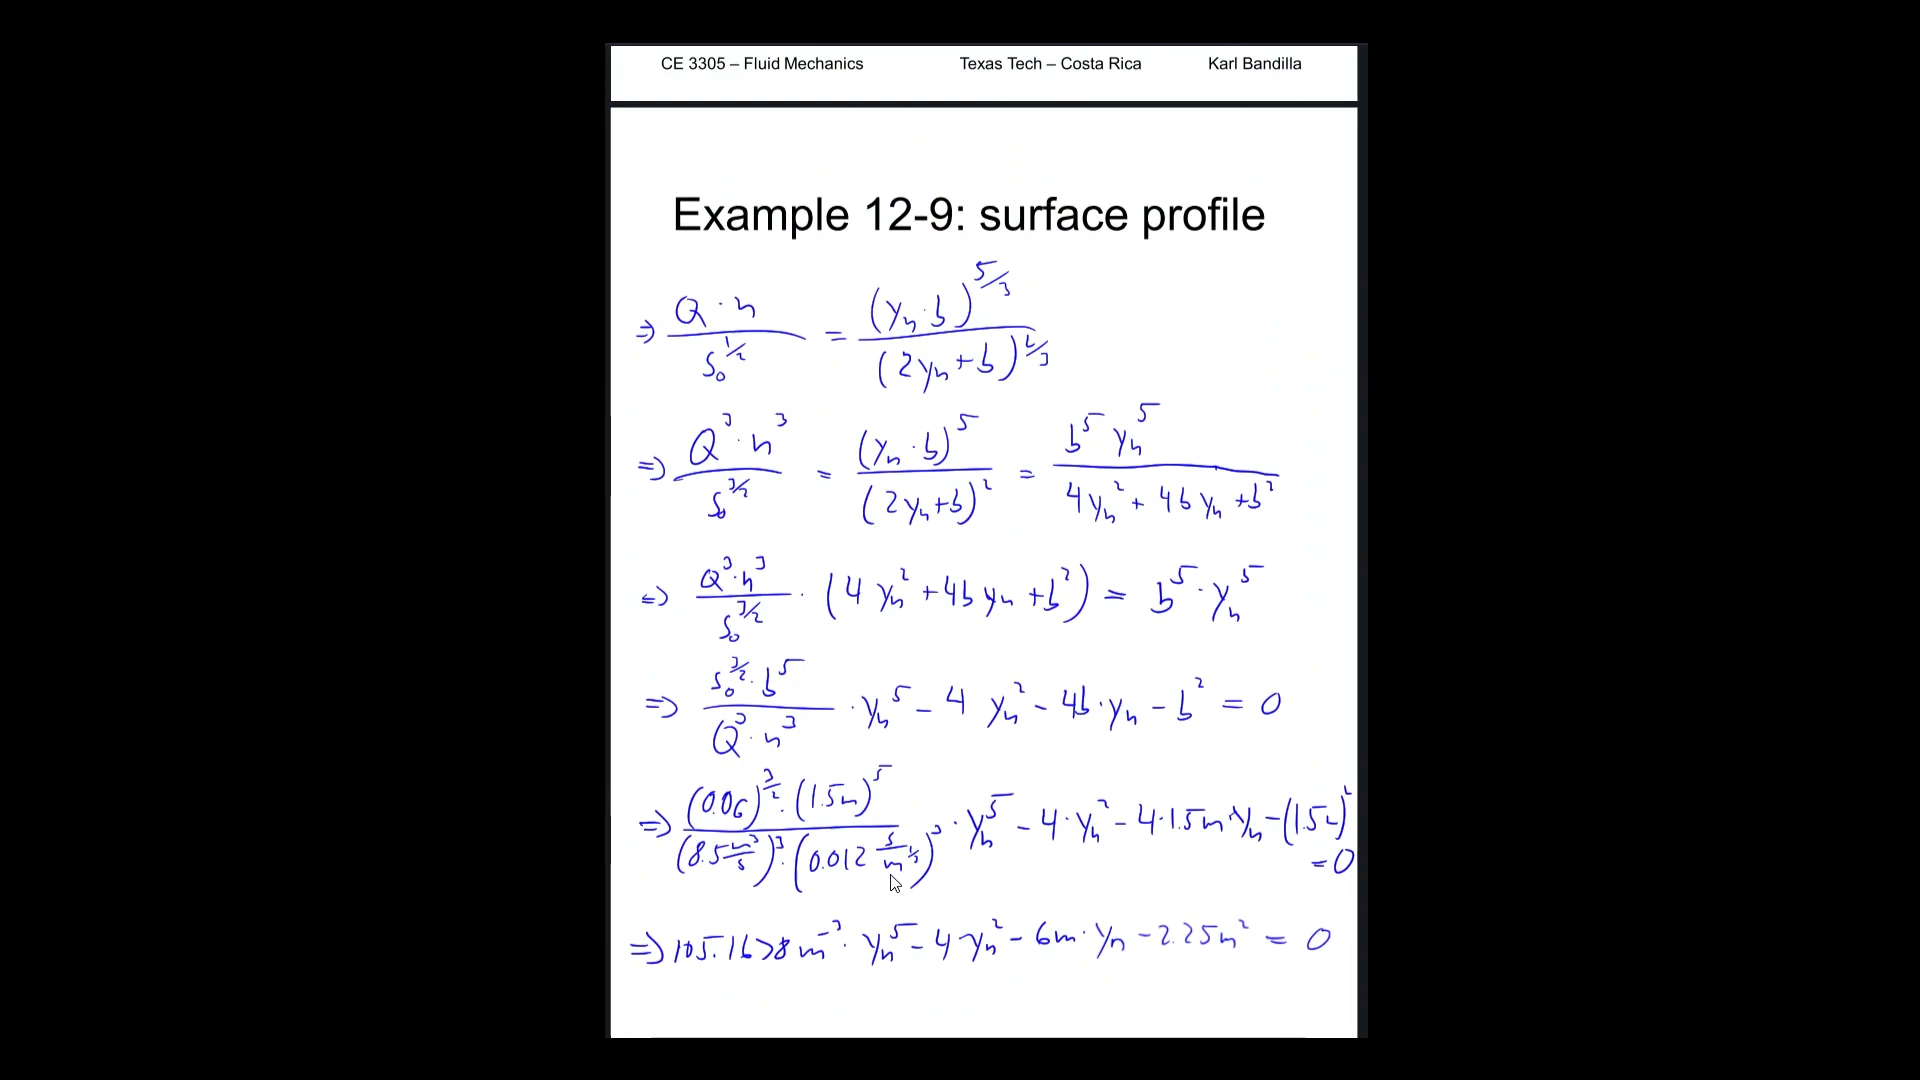 CE 3305 – Fluid Mechanics Texas Tech – Costa Rica Karl Bandilla
Example 12-9: surface profile
⇒ Q · n / S₀^(1/2) = (yₙ · b)^(5/3) / (2yₙ + b)^(2/3)
⇒ Q³ · n³ / S₀^(3/2) = (yₙ · b)⁵ / (2yₙ + b)² = b⁵ yₙ⁵ / 4yₙ² + 4b yₙ + b²
⇔ Q³ · n³ / S₀^(3/2) · (4 yₙ² + 4b yₙ + b²) = b⁵ · yₙ⁵
⇒ S₀^(3/2) · b⁵ / Q³ · n³ · yₙ⁵ − 4 yₙ² − 4b · yₙ − b² = 0
⇒ (0.06)^(3/2) · (1.5m)⁵ / (8.5 m³/s)³ · (0.012 s/m^(1/3))³ · yₙ⁵ − 4 · yₙ² − 4 · 1.5m · yₙ − (1.5m)² = 0
⇒ 105.1678 m⁻³ · yₙ⁵ − 4 yₙ² − 6m · yₙ − 2.25m² = 0